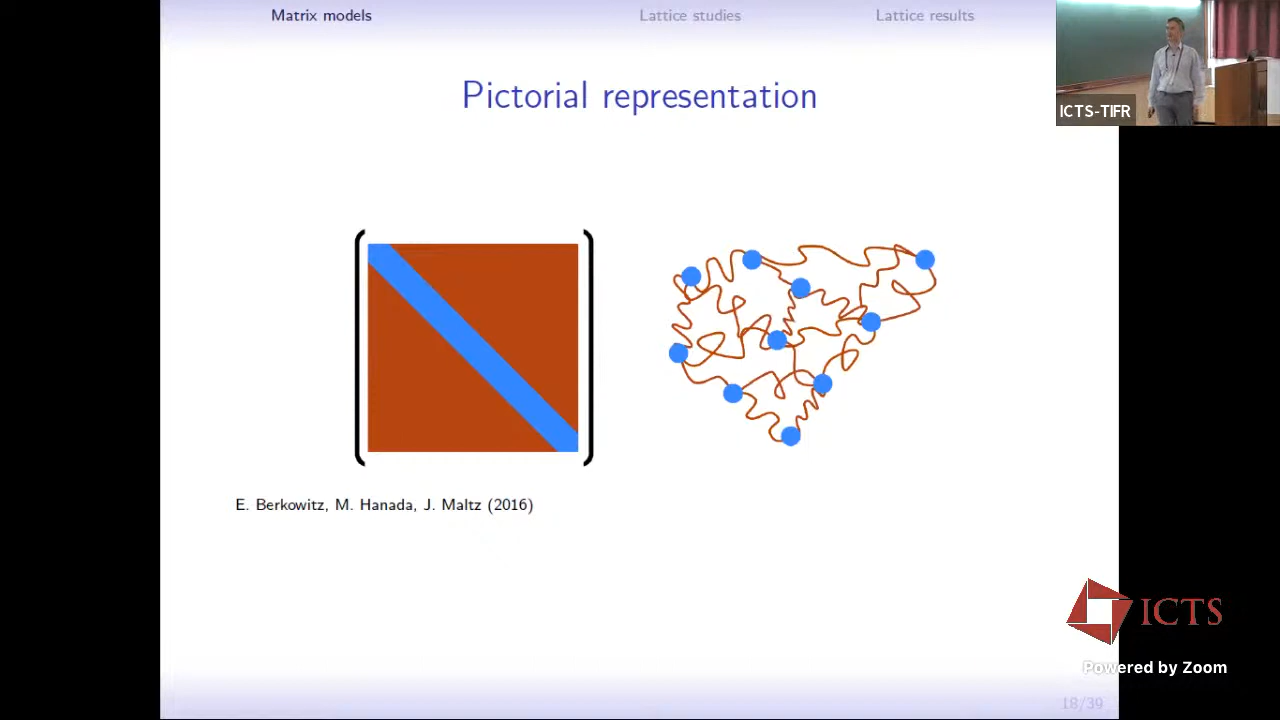 Matrix models Lattice studies Lattice results
ICTS-TIFR
Pictorial representation
E. Berkowitz, M. Hanada, J. Maltz (2016)
ICTS
Powered by Zoom
18/39